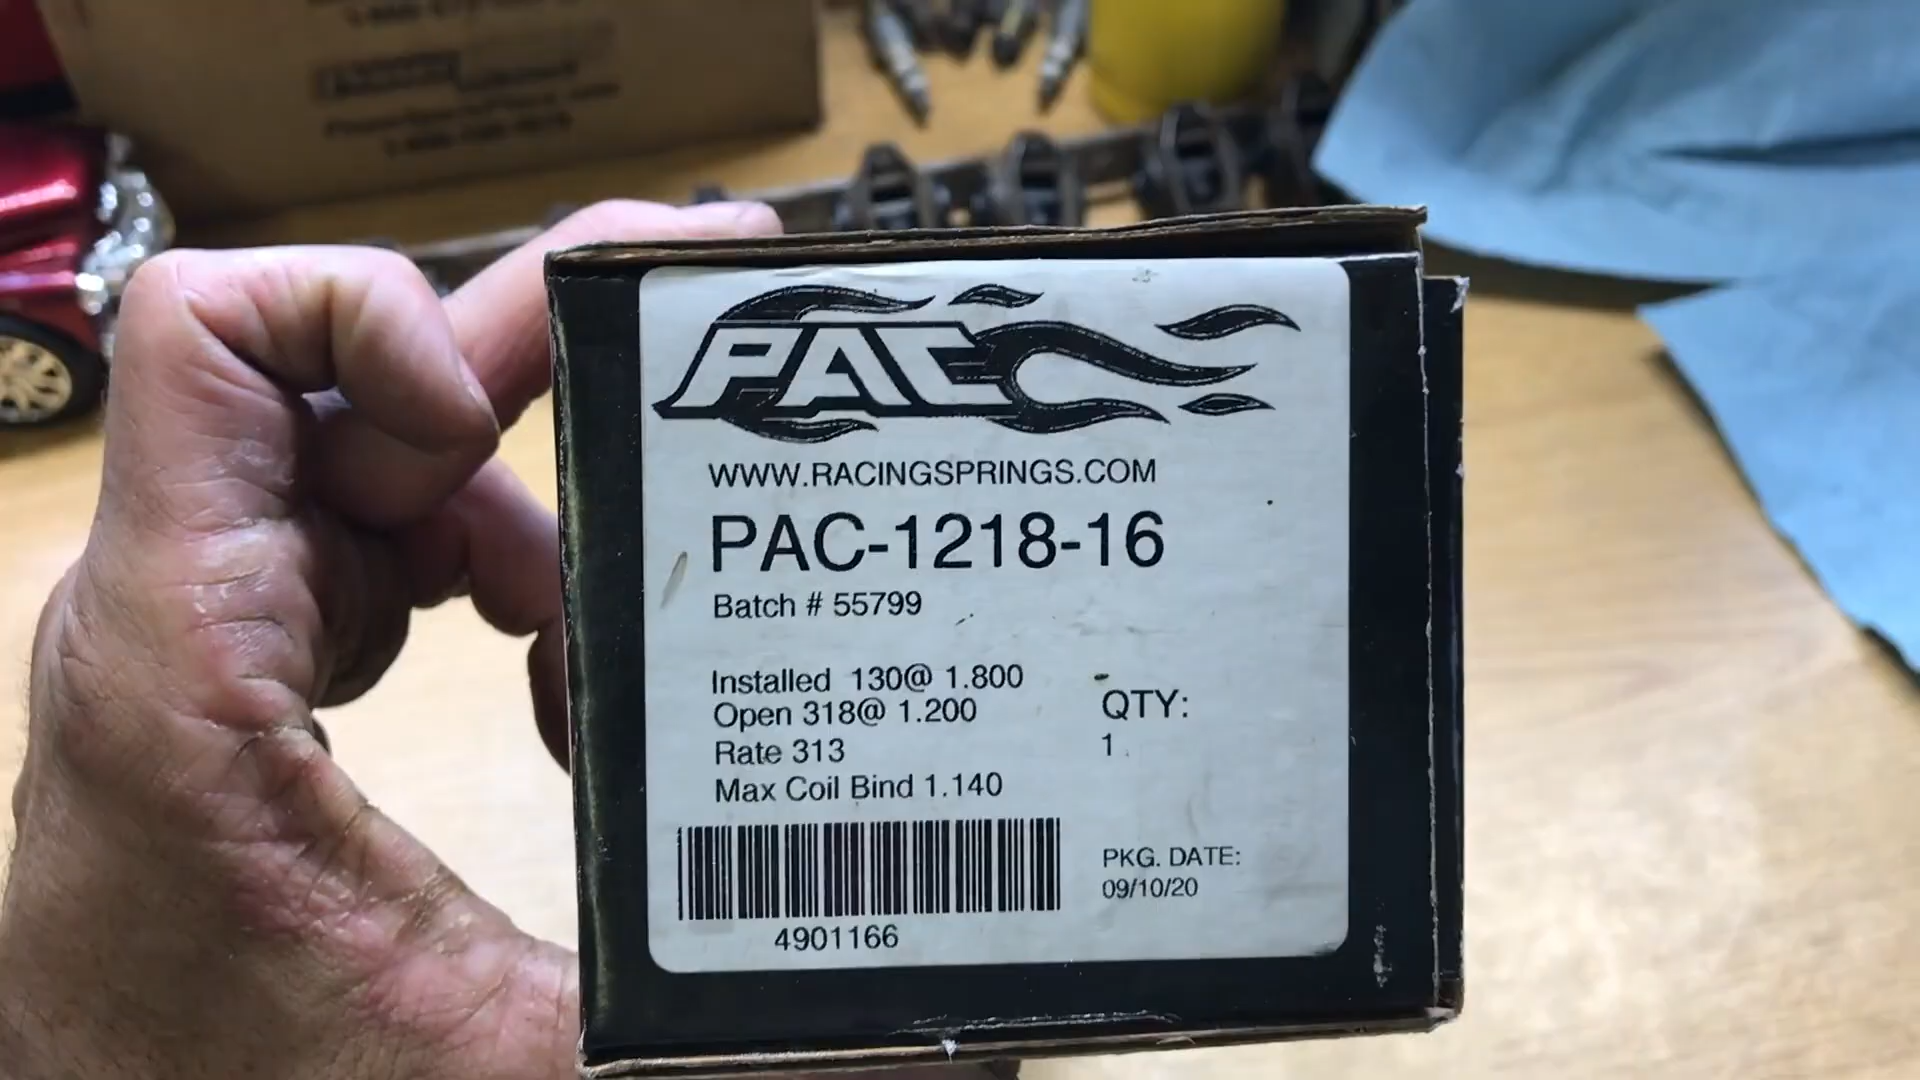 PAC
WWW.RACINGSPRINGS.COM
PAC-1218-16
Batch # 55799
Installed 130@ 1.800
Open 318@ 1.200
Rate 313
Max Coil Bind 1.140
QTY:
1
4901166
PKG. DATE:
09/10/20